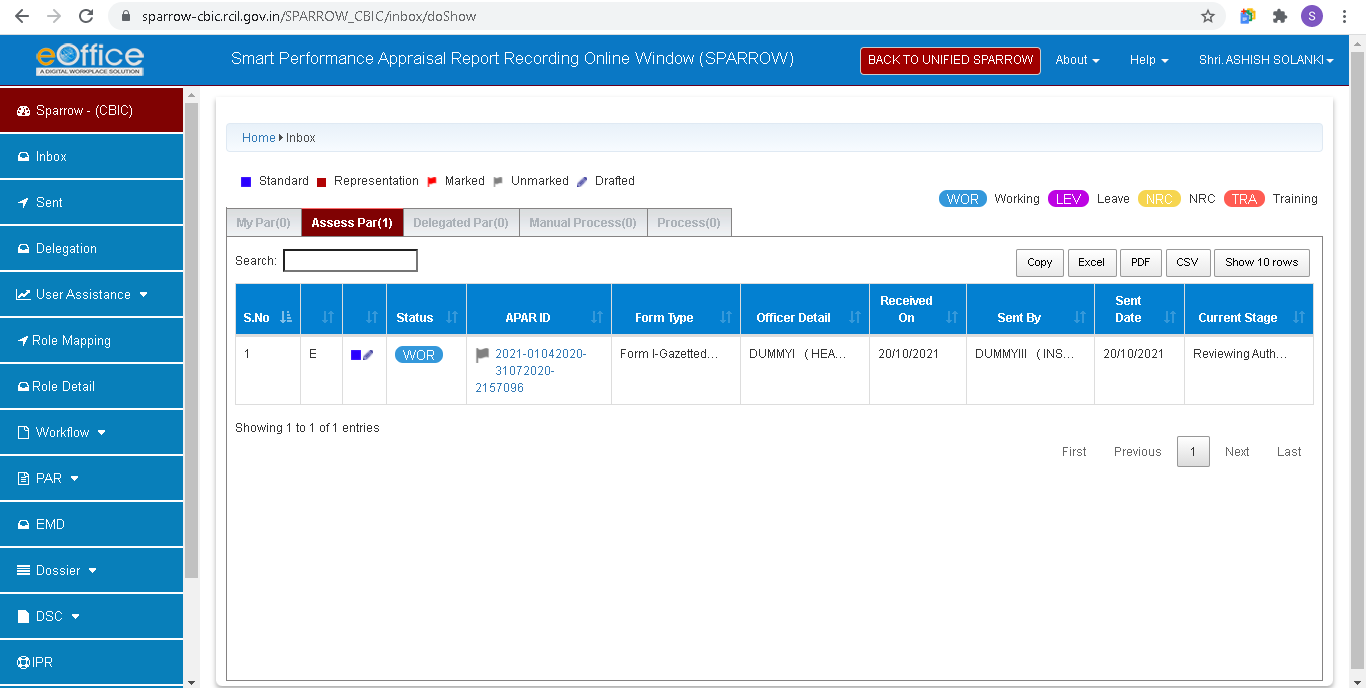 sparrow-cbic.rcil.gov.in/SPARROW_CBIC/inbox/doShow
S
eOffice
A DIGITAL WORKPLACE SOLUTION
Smart Performance Appraisal Report Recording Online Window (SPARROW)
BACK TO UNIFIED SPARROW
About
Help
Shri. ASHISH SOLANKI
Sparrow - (CBIC)
Inbox
Sent
Delegation
User Assistance
Role Mapping
Role Detail
Workflow
PAR
EMD
Dossier
DSC
IPR
Home Inbox
Standard Representation Marked Unmarked Drafted
WOR Working LEV Leave NRC NRC TRA Training
My Par(0) Assess Par(1) Delegated Par(0) Manual Process(0) Process(0)
Search:
Copy Excel PDF CSV Show 10 rows
S.No Status APAR ID Form Type Officer Detail Received On Sent By Sent Date Current Stage
1 E WOR 2021-01042020-31072020-2157096 Form I-Gazetted... DUMMYI ( HEA... 20/10/2021 DUMMYIII ( INS... 20/10/2021 Reviewing Auth...
Showing 1 to 1 of 1 entries
First Previous 1 Next Last